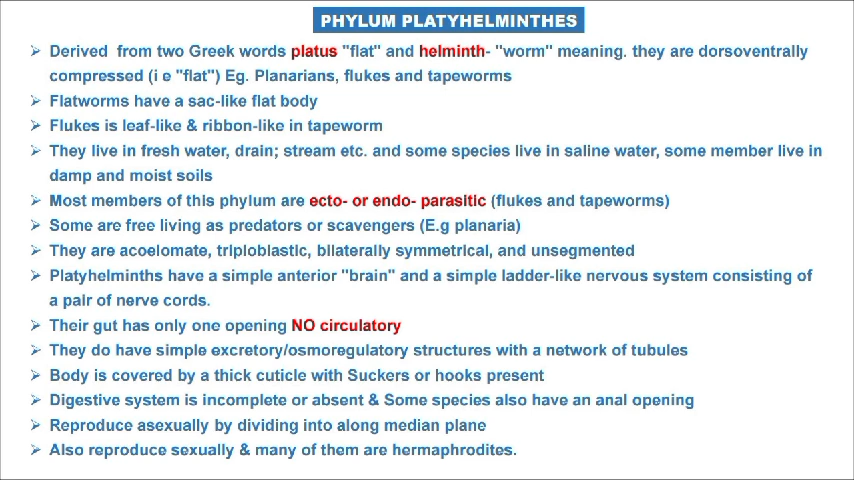 PHYLUM PLATYHELMINTHES
➢ Derived from two Greek words platus "flat" and helminth- "worm" meaning. they are dorsoventrally
compressed (i e "flat") Eg. Planarians, flukes and tapeworms
➢ Flatworms have a sac-like flat body
➢ Flukes is leaf-like & ribbon-like in tapeworm
➢ They live in fresh water, drain; stream etc. and some species live in saline water, some member live in
damp and moist soils
➢ Most members of this phylum are ecto- or endo- parasitic (flukes and tapeworms)
➢ Some are free living as predators or scavengers (E.g planaria)
➢ They are acoelomate, triploblastic, bilaterally symmetrical, and unsegmented
➢ Platyhelminths have a simple anterior "brain" and a simple ladder-like nervous system consisting of
a pair of nerve cords.
➢ Their gut has only one opening NO circulatory
➢ They do have simple excretory/osmoregulatory structures with a network of tubules
➢ Body is covered by a thick cuticle with Suckers or hooks present
➢ Digestive system is incomplete or absent & Some species also have an anal opening
➢ Reproduce asexually by dividing into along median plane
➢ Also reproduce sexually & many of them are hermaphrodites.